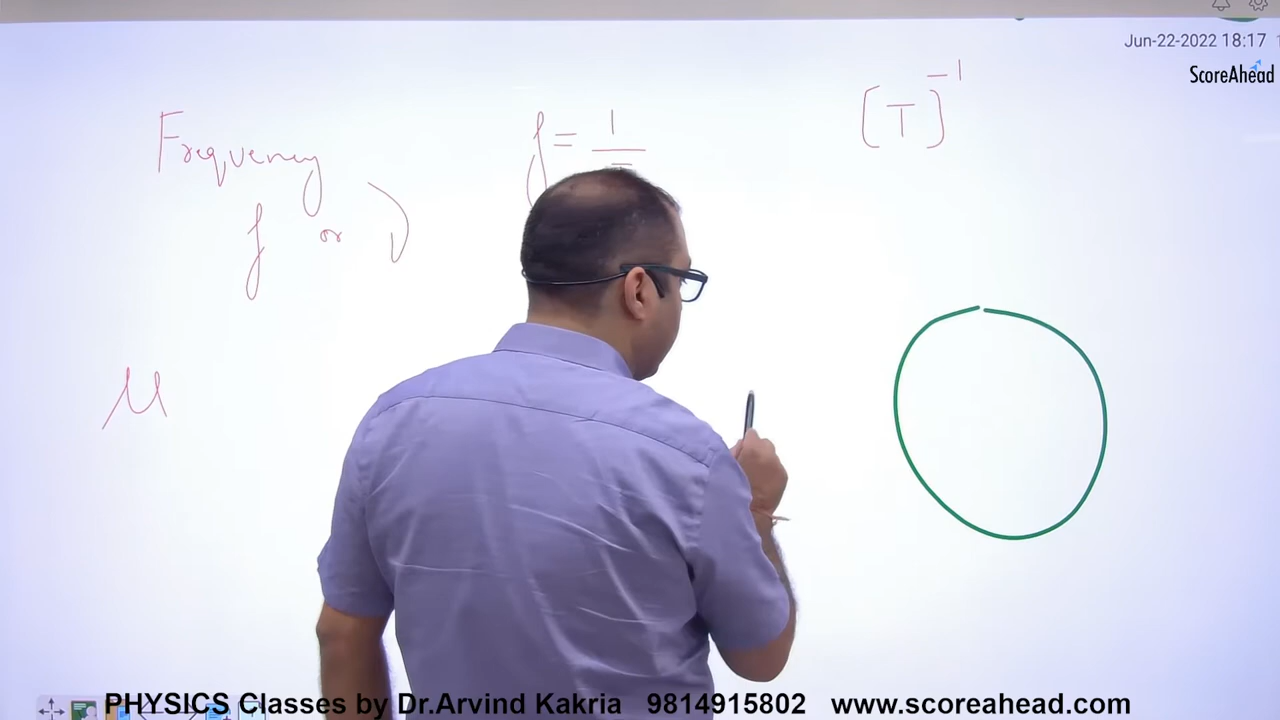 Jun-22-2022 18:17
ScoreAhead
[T]⁻¹
Frequency
f = 1
f or ν
PHYSICS Classes by Dr.Arvind Kakria 9814915802 www.scoreahead.com